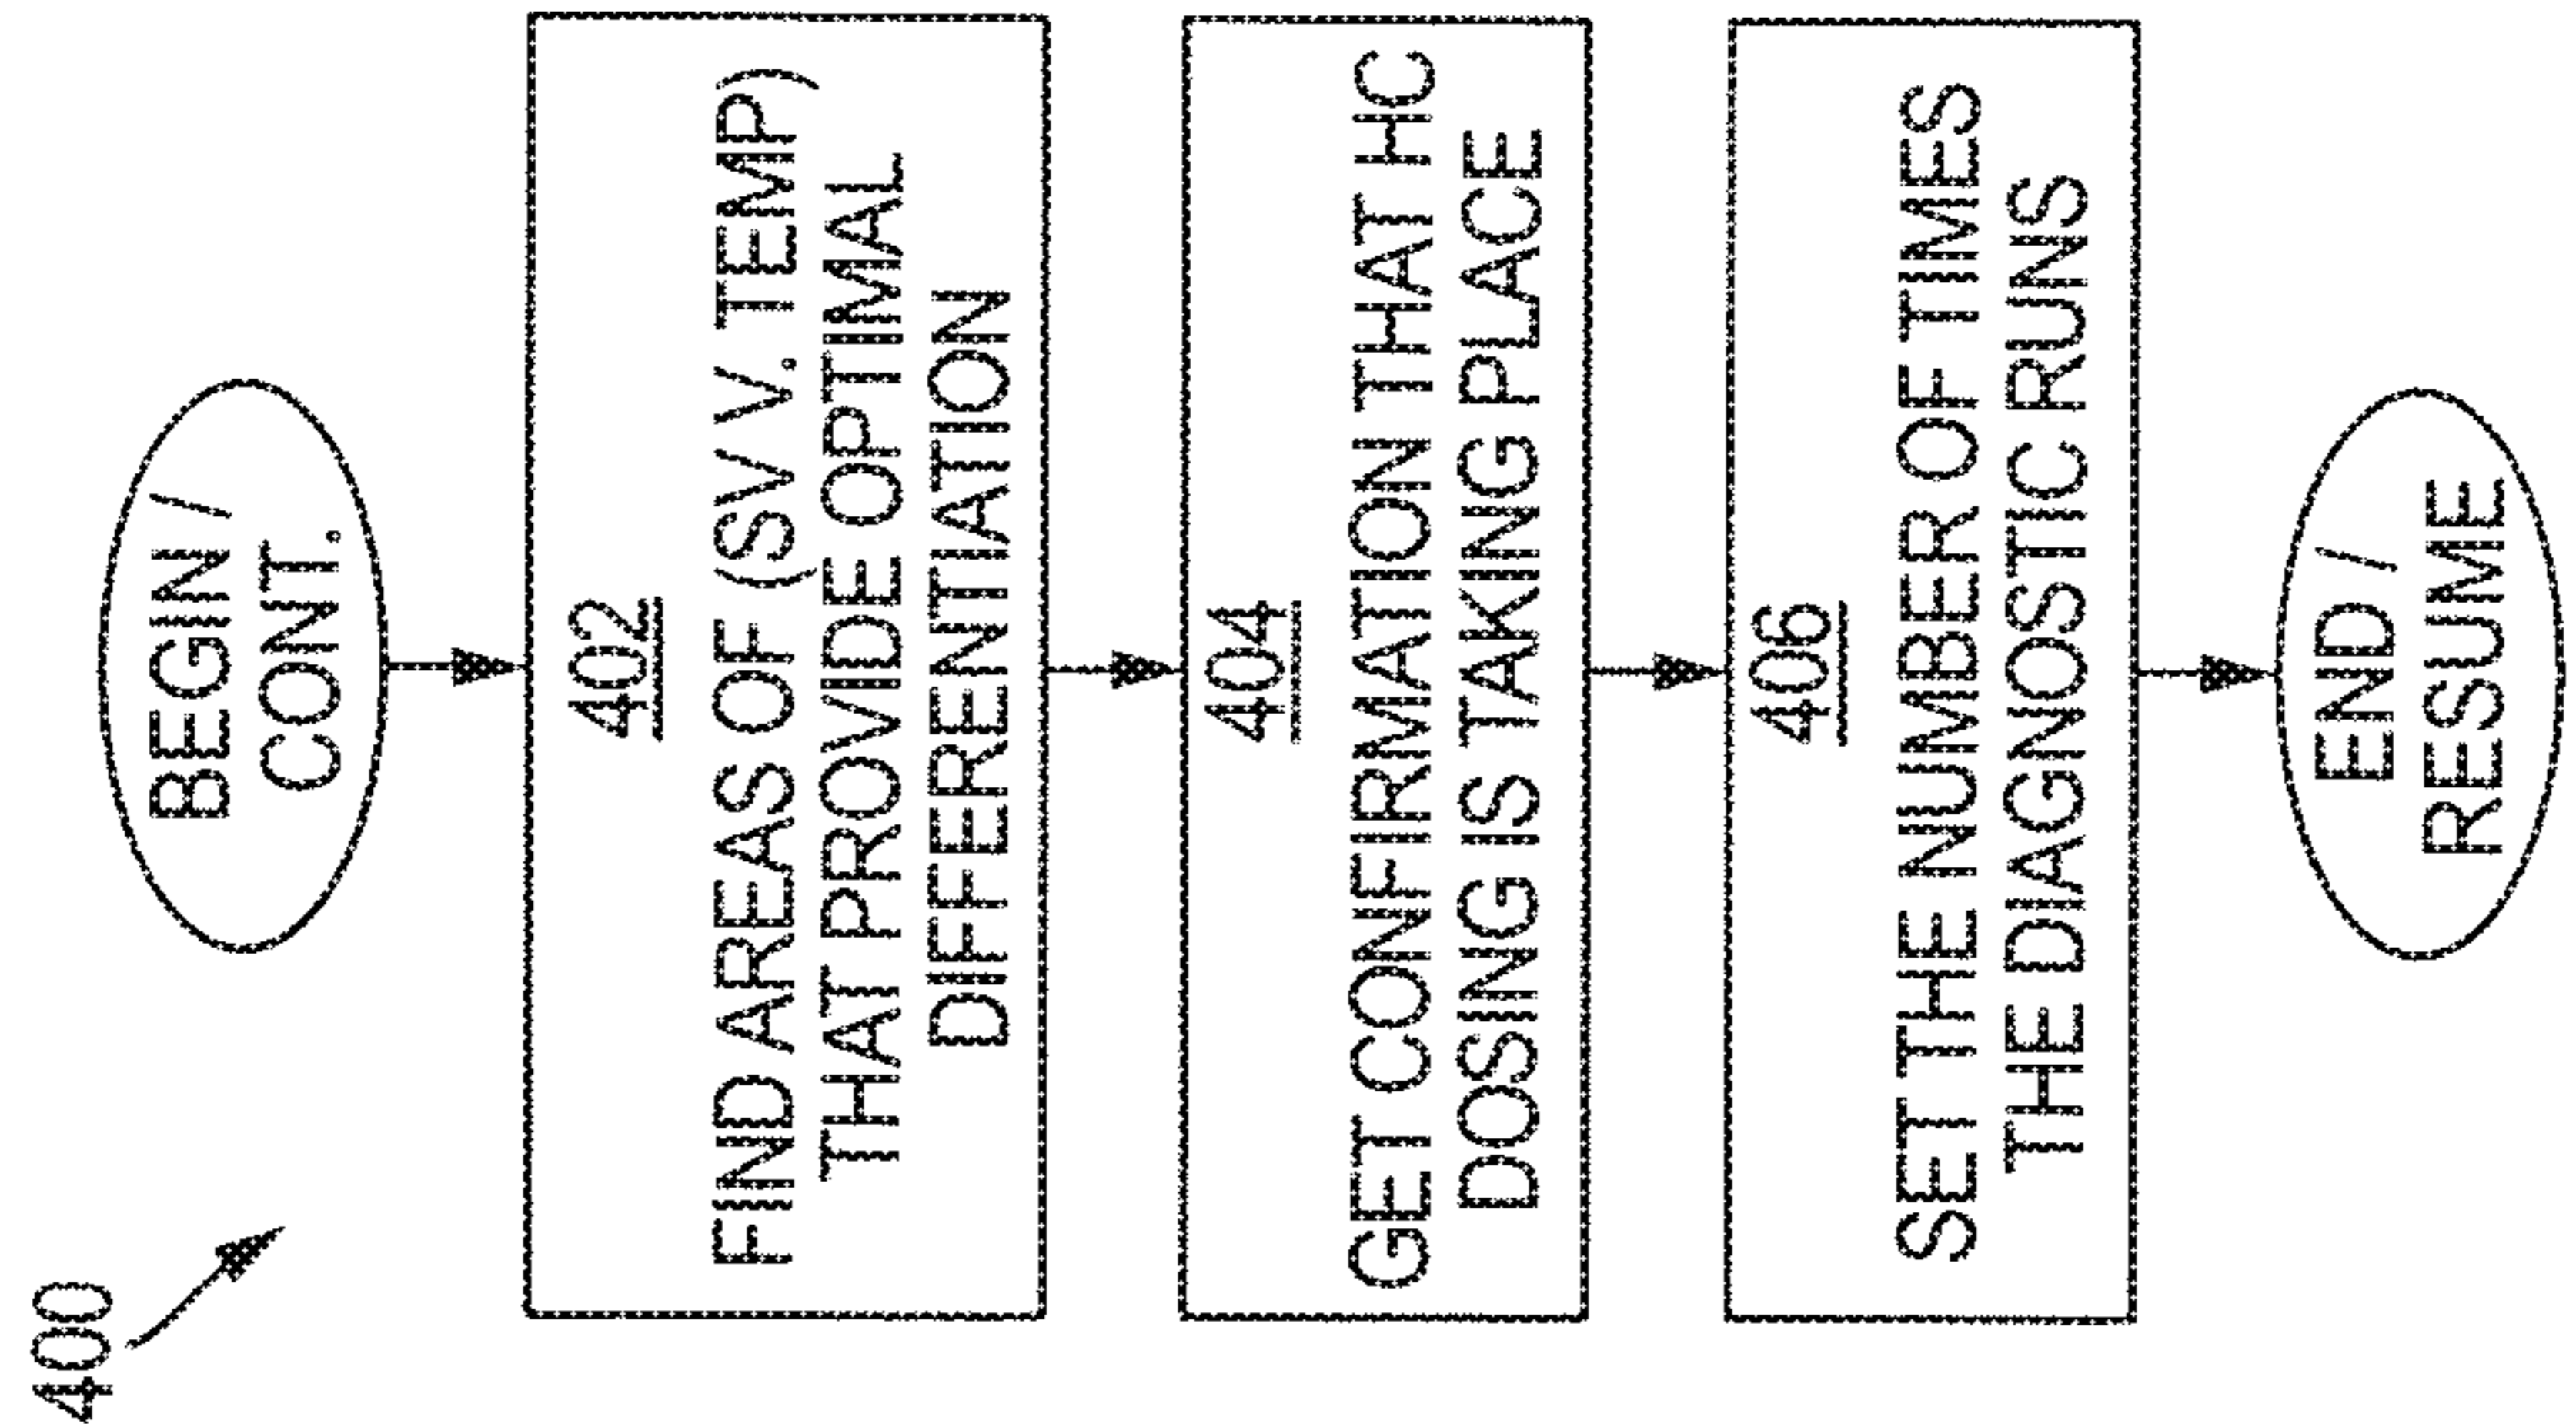 400
BEGIN /
CONT.
402
FIND AREAS OF (SV V. TEMP)
THAT PROVIDE OPTIMAL
DIFFERENTIATION
404
GET CONFIRMATION THAT HC
DOSING IS TAKING PLACE
406
SET THE NUMBER OF TIMES
THE DIAGNOSTIC RUNS
END /
RESUME